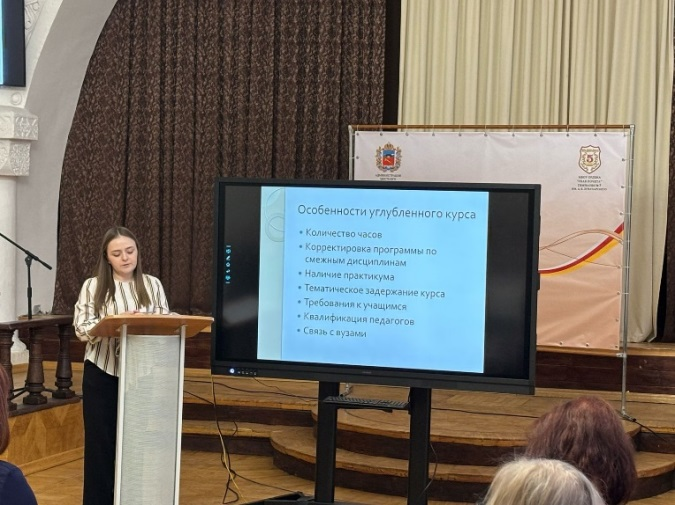 Особенности углубленного курса
Количество часов
Корректировка программы по
смежным дисциплинам
Наличие практикума
Тематическое задержание курса
Требования к учащимся
Квалификация педагогов
Связь с вузами